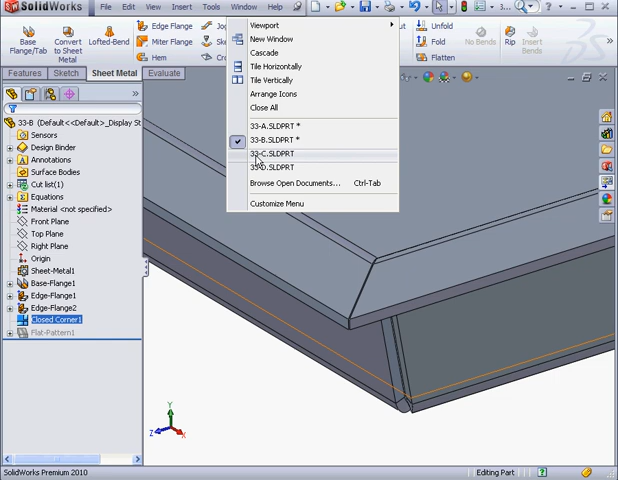 SolidWorks File Edit View Insert Tools Window Help
Base Flange/Tab
Convert to Sheet Metal
Lofted-Bend
Edge Flange
Miter Flange
Hem
Unfold
Fold
Flatten
No Bends
Rip
Insert Bends
Features Sketch Sheet Metal Evaluate
Viewport
New Window
Cascade
Tile Horizontally
Tile Vertically
Arrange Icons
Close All
33-A.SLDPRT *
33-B.SLDPRT *
33-C.SLDPRT
33-D.SLDPRT
Browse Open Documents... Ctrl-Tab
Customize Menu
33-B (Default<<Default>_Display St
Sensors
Design Binder
Annotations
Surface Bodies
Cut list(1)
Equations
Material <not specified>
Front Plane
Top Plane
Right Plane
Origin
Sheet-Metal1
Base-Flange1
Edge-Flange1
Edge-Flange2
Closed Corner1
Flat-Pattern1
Y
Z
X
SolidWorks Premium 2010
Editing Part